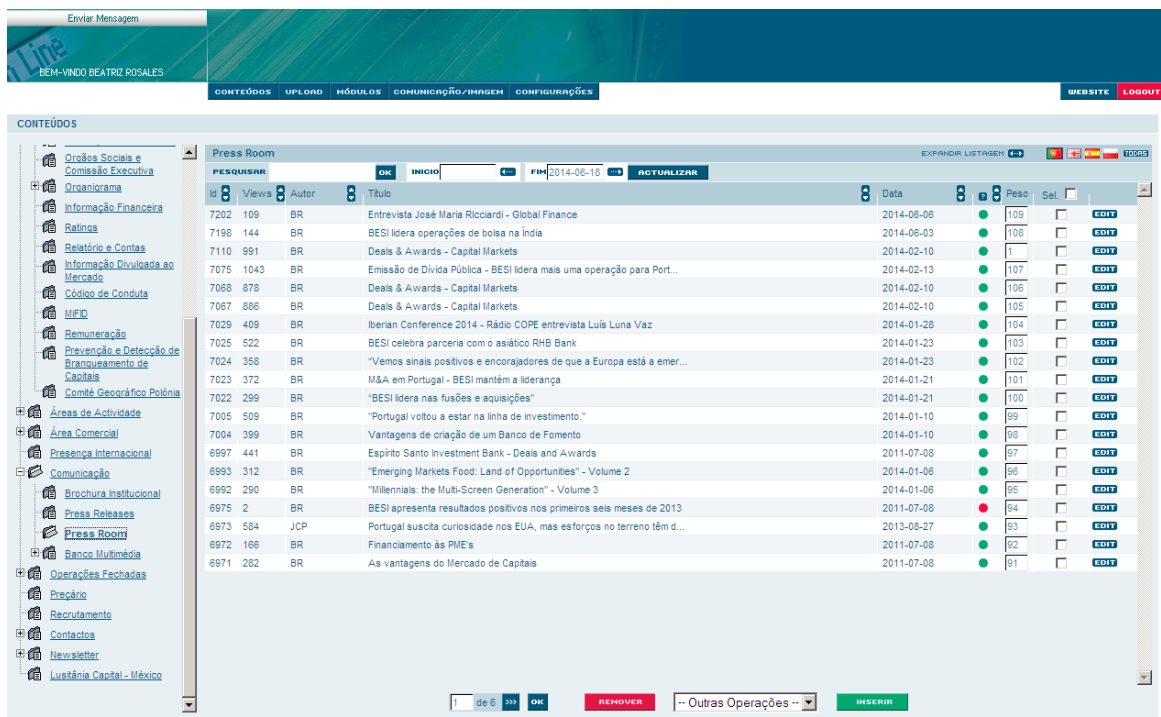 Enviar Mensagem
Line
BEM-VINDO BEATRIZ ROSALES
CONTEÚDOS UPLOAD MÓDULOS COMUNICAÇÃO/IMAGEM CONFIGURAÇÕES WEBSITE LOGOUT
CONTEÚDOS
Orgãos Sociais e
Comissão Executiva
Organigrama
Informação Financeira
Ratings
Relatório e Contas
Informação Divulgada ao
Mercado
Código de Conduta
MiFID
Remuneração
Prevenção e Detecção de
Branqueamento de
Capitais
Comité Geográfico Polónia
Áreas de Actividade
Área Comercial
Presença Internacional
Comunicação
Brochura Institucional
Press Releases
Press Room
Banco Multimédia
Operações Fechadas
Preçário
Recrutamento
Contactos
Newsletter
Lusitânia Capital - México
Press Room EXPANDIR LISTAGEM TODAS
PESQUISAR OK INICIO FIM 2014-06-18 ACTUALIZAR
Id Views Autor Título Data ? Peso Sel.
7202 109 BR Entrevista José Maria Ricciardi - Global Finance 2014-06-06 109 EDIT
7198 144 BR BESI lidera operações de bolsa na Índia 2014-06-03 108 EDIT
7110 991 BR Deals & Awards - Capital Markets 2014-02-10 1 EDIT
7075 1043 BR Emissão de Dívida Pública - BESI lidera mais uma operação para Port... 2014-02-13 107 EDIT
7068 878 BR Deals & Awards - Capital Markets 2014-02-10 106 EDIT
7067 886 BR Deals & Awards - Capital Markets 2014-02-10 105 EDIT
7029 409 BR Iberian Conference 2014 - Rádio COPE entrevista Luís Luna Vaz 2014-01-28 104 EDIT
7025 522 BR BESI celebra parceria com o asiático RHB Bank 2014-01-23 103 EDIT
7024 358 BR "Vemos sinais positivos e encorajadores de que a Europa está a emer... 2014-01-23 102 EDIT
7023 372 BR M&A em Portugal - BESI mantém a liderança 2014-01-21 101 EDIT
7022 299 BR "BESI lidera nas fusões e aquisições" 2014-01-21 100 EDIT
7005 509 BR "Portugal voltou a estar na linha de investimento." 2014-01-10 99 EDIT
7004 399 BR Vantagens de criação de um Banco de Fomento 2014-01-10 98 EDIT
6997 441 BR Espírito Santo Investment Bank - Deals and Awards 2011-07-08 97 EDIT
6993 312 BR "Emerging Markets Food: Land of Opportunities" - Volume 2 2014-01-06 96 EDIT
6992 290 BR "Millennials: the Multi-Screen Generation" - Volume 3 2014-01-06 95 EDIT
6975 2 BR BESI apresenta resultados positivos nos primeiros seis meses de 2013 2011-07-08 94 EDIT
6973 584 JCP Portugal suscita curiosidade nos EUA, mas esforços no terreno têm d... 2013-08-27 93 EDIT
6972 166 BR Financiamento às PME's 2011-07-08 92 EDIT
6971 282 BR As vantagens do Mercado de Capitais 2011-07-08 91 EDIT
1 de 6 >>> OK REMOVER -- Outras Operações -- INSERIR